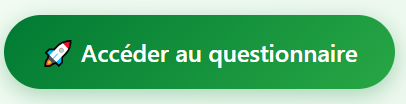 🚀 Accéder au questionnaire